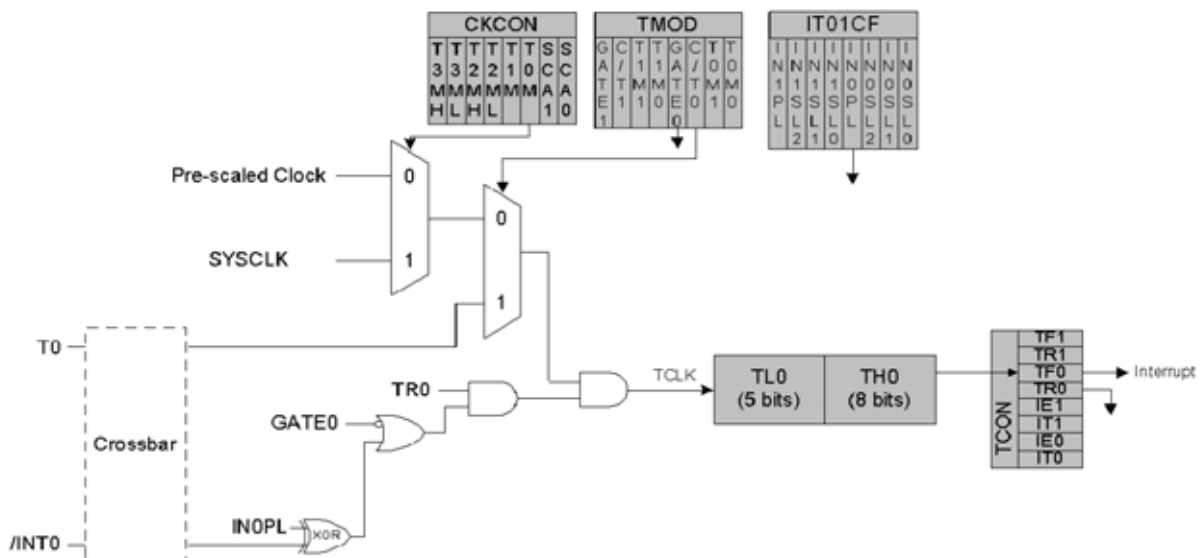 CKCON
T3MH T3ML T2MH T2ML T1M T0M SCA1 SCA0
TMOD
GATE1 C/T1 T1M1 T1M0 GATE0 C/T0 T0M1 T0M0
IT01CF
IN1PL IN1SL2 IN1SL1 IN1SL0 IN0PL IN0SL2 IN0SL1 IN0SL0
Pre-scaled Clock
0
SYSCLK
1
0
1
T0
Crossbar
/INT0
TR0
GATE0
IN0PL
XOR
TCLK
TL0
(5 bits)
TH0
(8 bits)
TCON
TF1
TR1
TF0
TR0
IE1
IT1
IE0
IT0
Interrupt